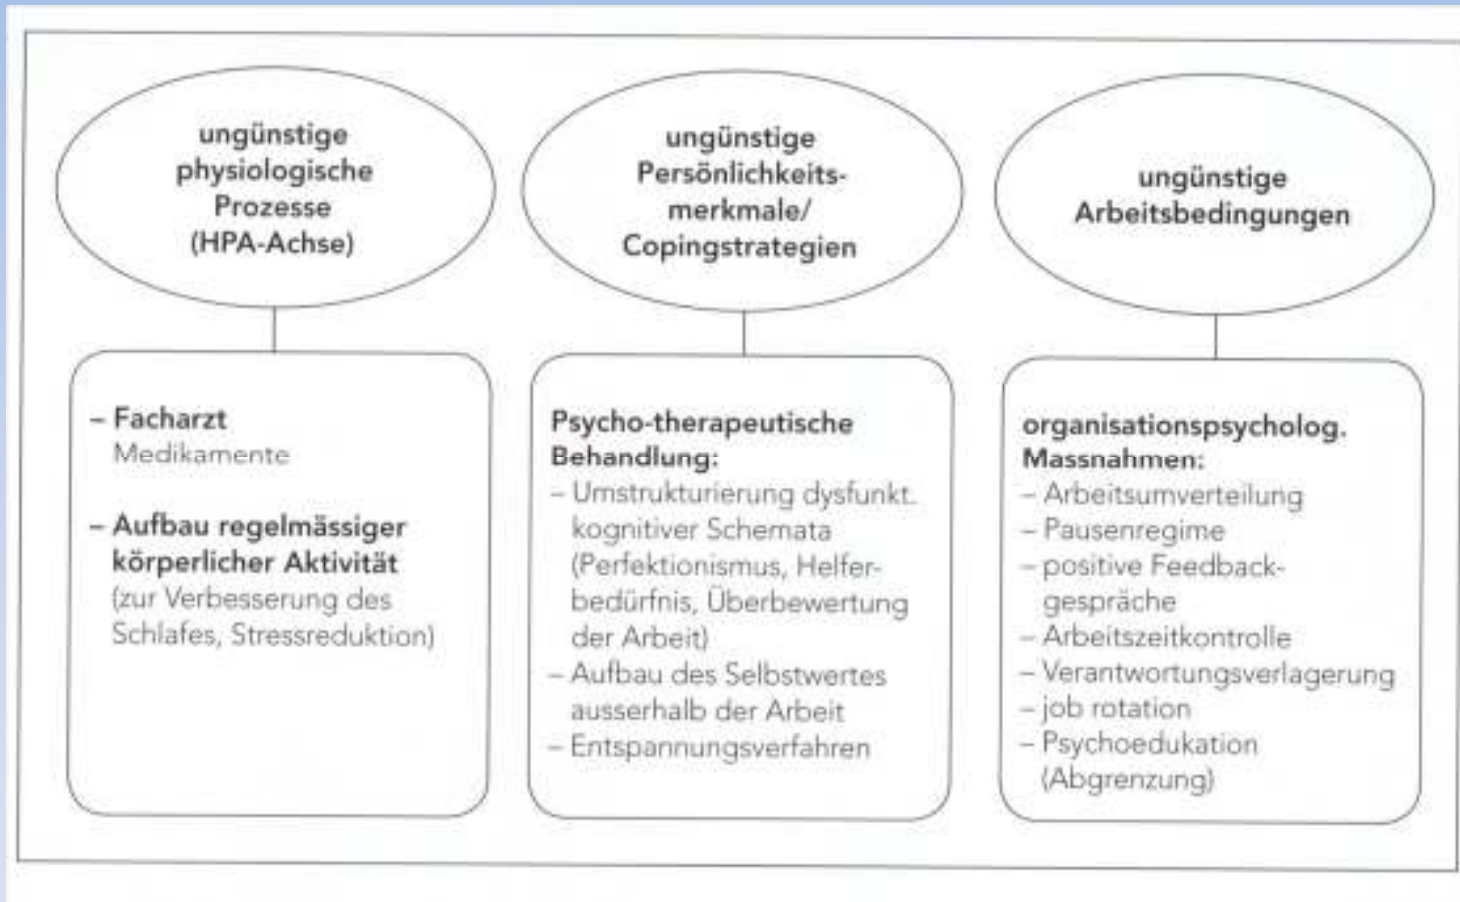 ungünstige
physiologische
Prozesse
(HPA-Achse)
– Facharzt
Medikamente
– Aufbau regelmässiger
körperlicher Aktivität
(zur Verbesserung des
Schlafes, Stressreduktion)
ungünstige
Persönlichkeits-
merkmale/
Copingstrategien
Psycho-therapeutische
Behandlung:
– Umstrukturierung dysfunkt.
kognitiver Schemata
(Perfektionismus, Helfer-
bedürfnis, Überbewertung
der Arbeit)
– Aufbau des Selbstwertes
ausserhalb der Arbeit
– Entspannungsverfahren
ungünstige
Arbeitsbedingungen
organisationspsycholog.
Massnahmen:
– Arbeitsumverteilung
– Pausenregime
– positive Feedback-
gespräche
– Arbeitszeitkontrolle
– Verantwortungsverlagerung
– job rotation
– Psychoedukation
(Abgrenzung)